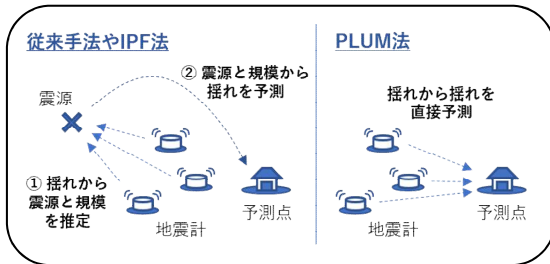 従来手法やIPF法
② 震源と規模から
揺れを予測
震源
① 揺れから
震源と規模
を推定
地震計
予測点
PLUM法
揺れから揺れを
直接予測
地震計
予測点